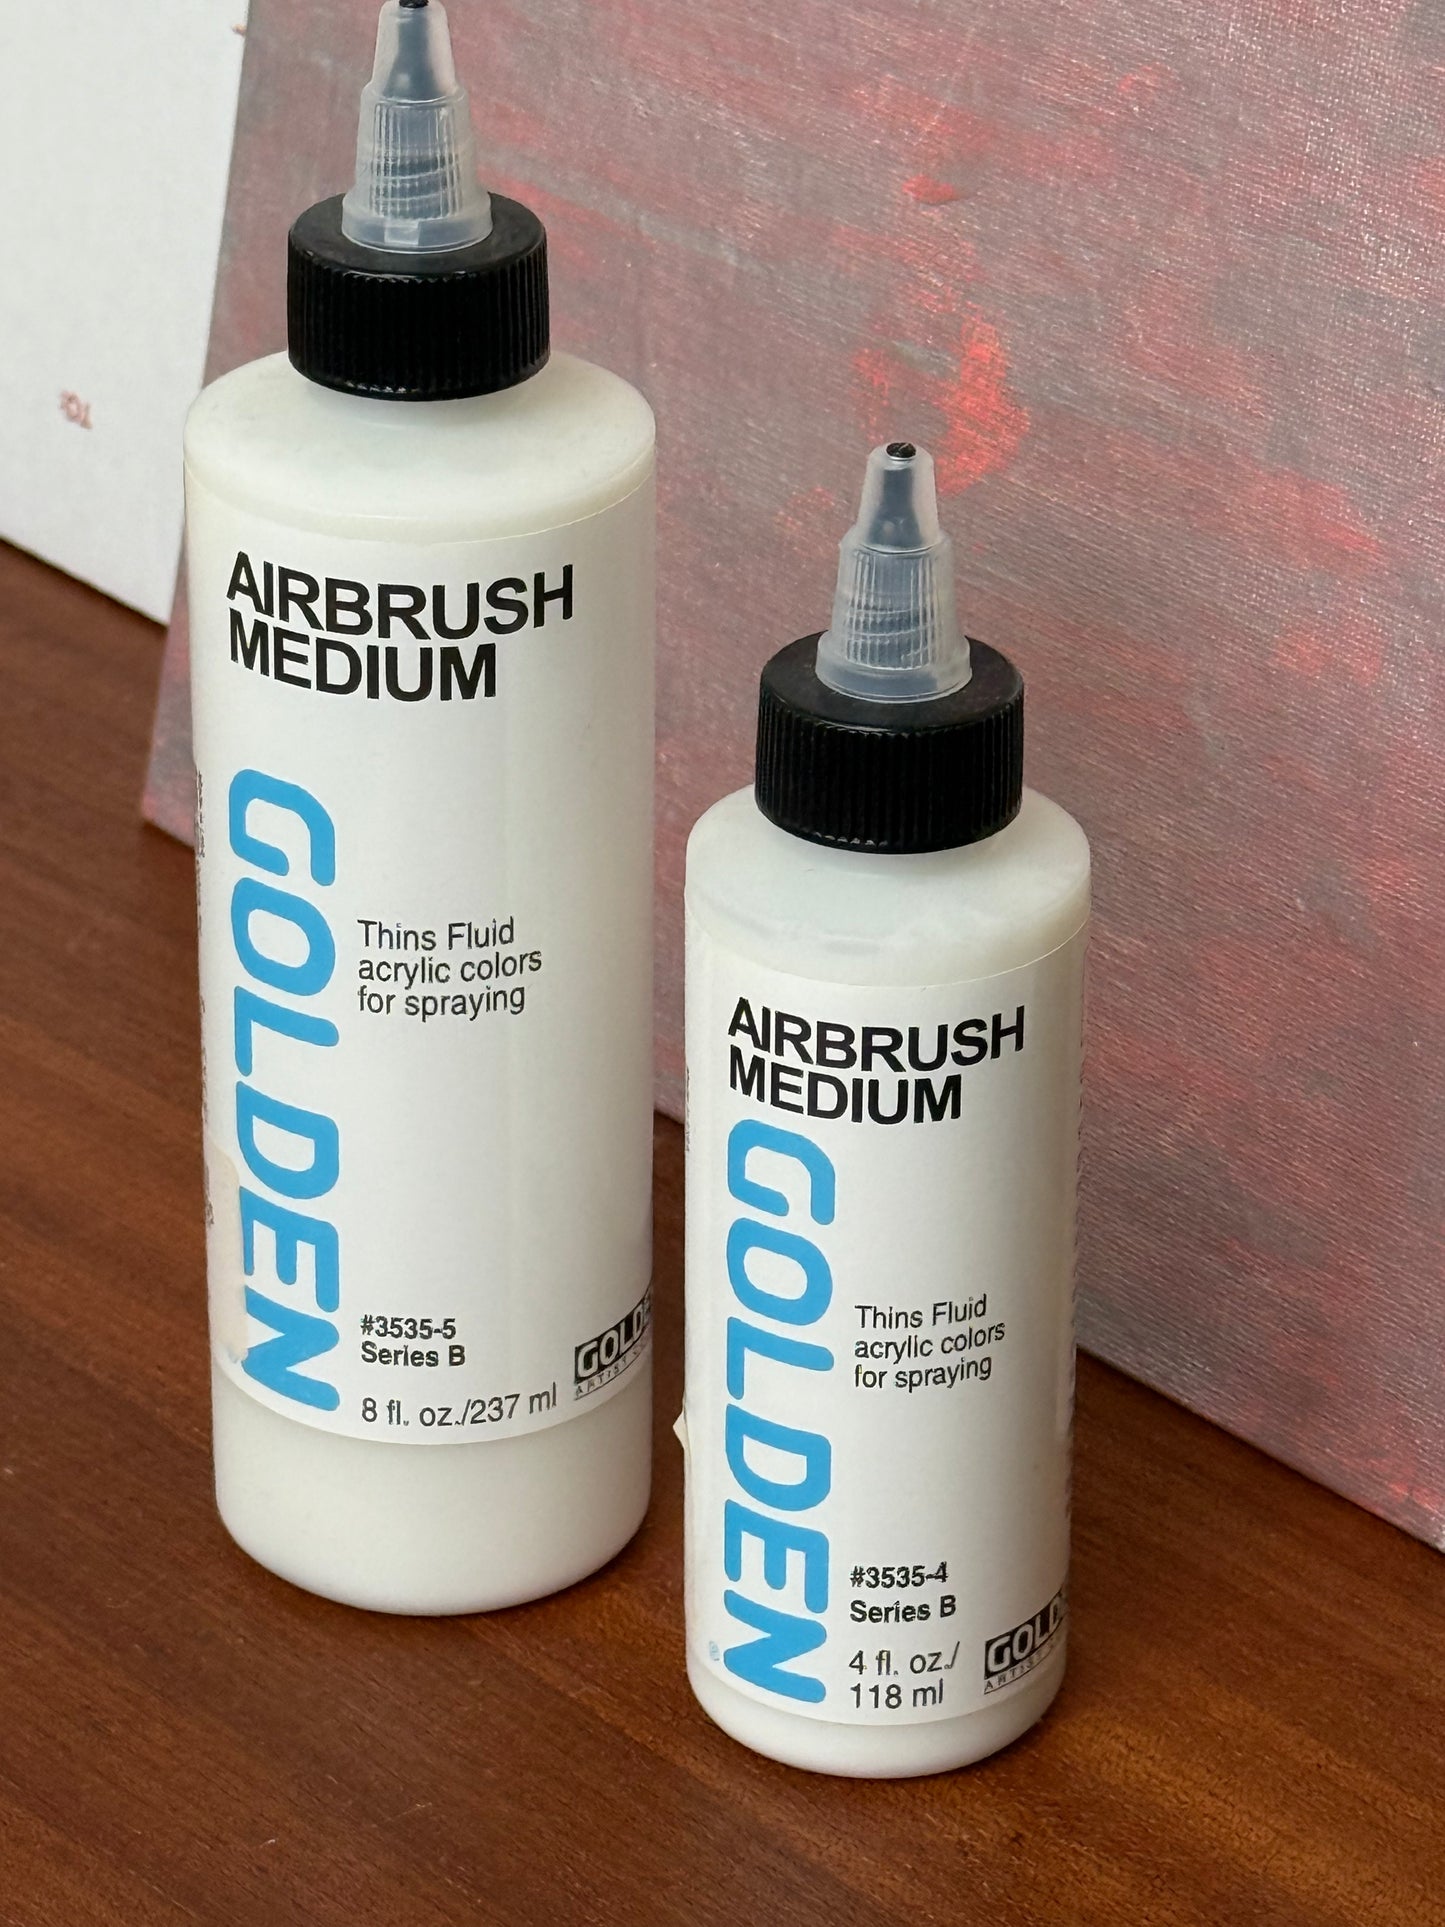 AIRBRUSH
MEDIUM
GOLDEN
Thins Fluid
acrylic colors
for spraying
#3535-5
Series B
8 fl. oz./237 ml
AIRBRUSH
MEDIUM
GOLDEN
Thins Fluid
acrylic colors
for spraying
#3535-4
Series B
4 fl. oz./
118 ml